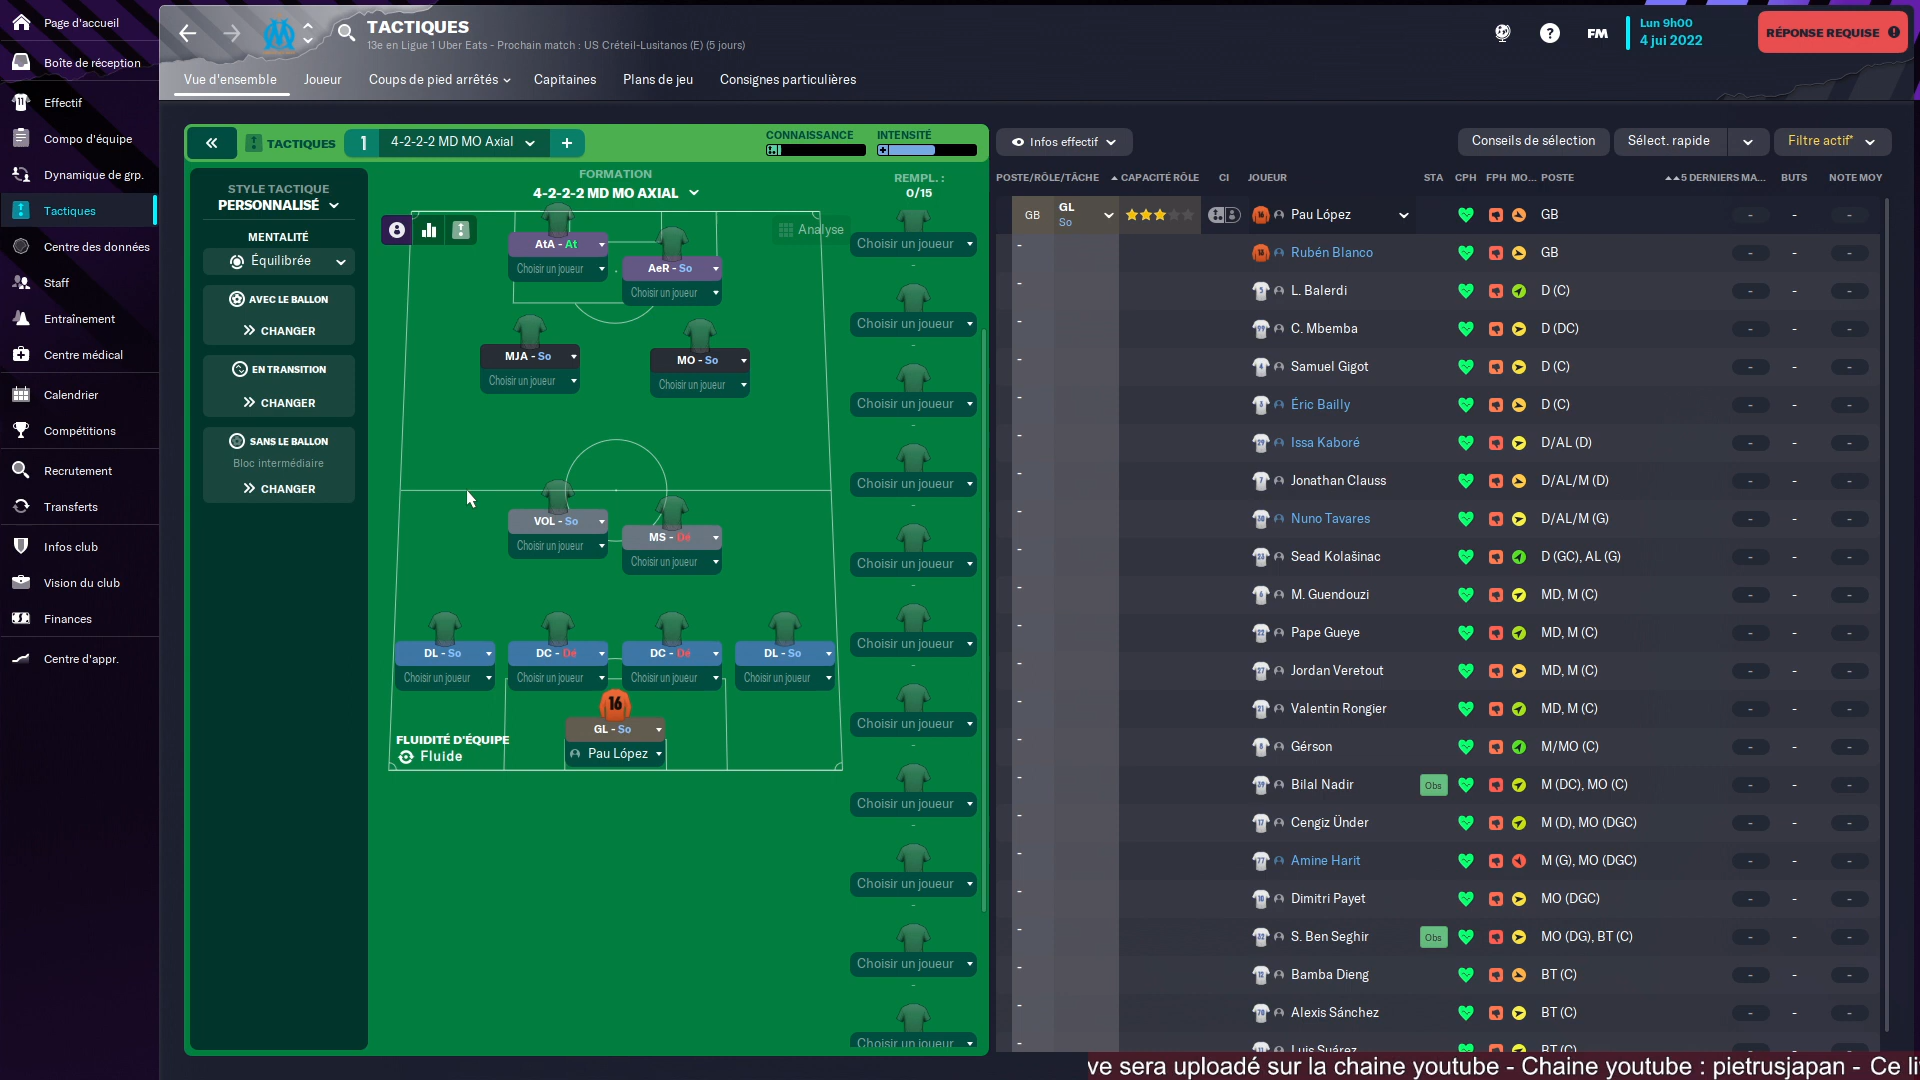 Page d'accueil
Boîte de réception
Effectif
Compo d'équipe
Dynamique de grp.
Tactiques
Centre des données
Staff
Entraînement
Centre médical
Calendrier
Compétitions
Recrutement
Transferts
Infos club
Vision du club
Finances
Centre d'appr.
TACTIQUES
13e en Ligue 1 Uber Eats - Prochain match : US Créteil-Lusitanos (E) (5 jours)
FM
Lun 9h00
4 jui 2022
RÉPONSE REQUISE
Vue d'ensemble Joueur Coups de pied arrêtés Capitaines Plans de jeu Consignes particulières
TACTIQUES 1 4-2-2-2 MD MO Axial
CONNAISSANCE INTENSITÉ
STYLE TACTIQUE
PERSONNALISÉ
MENTALITÉ
Équilibrée
AVEC LE BALLON
CHANGER
EN TRANSITION
CHANGER
SANS LE BALLON
Bloc intermédiaire
CHANGER
FORMATION
4-2-2-2 MD MO AXIAL
REMPL. :
0/15
Analyse
AtA - At
Choisir un joueur
AeR - So
Choisir un joueur
MJA - So
Choisir un joueur
MO - So
Choisir un joueur
VOL - So
Choisir un joueur
MS - Dé
Choisir un joueur
DL - So DC - Dé DC - Dé DL - So
Choisir un joueur Choisir un joueur Choisir un joueur Choisir un joueur
16
GL - So
Pau López
FLUIDITÉ D'ÉQUIPE
Fluide
Choisir un joueur
-
Choisir un joueur
-
Choisir un joueur
-
Choisir un joueur
-
Choisir un joueur
-
Choisir un joueur
-
Choisir un joueur
-
Choisir un joueur
-
Choisir un joueur
-
Choisir un joueur
-
Choisir un joueur
Infos effectif Conseils de sélection Sélect. rapide Filtre actif*
POSTE/RÔLE/TÂCHE CAPACITÉ RÔLE CI JOUEUR STA CPH FPH MO... POSTE 5 DERNIERS MA... BUTS NOTE MOY
GB GL So Pau López GB - - -
- Rubén Blanco GB - - -
- L. Balerdi D (C) - - -
- C. Mbemba D (DC) - - -
- Samuel Gigot D (C) - - -
- Éric Bailly D (C) - - -
- Issa Kaboré D/AL (D) - - -
- Jonathan Clauss D/AL/M (D) - - -
- Nuno Tavares D/AL/M (G) - - -
- Sead Kolašinac D (GC), AL (G) - - -
- M. Guendouzi MD, M (C) - - -
- Pape Gueye MD, M (C) - - -
- Jordan Veretout MD, M (C) - - -
- Valentin Rongier MD, M (C) - - -
- Gérson M/MO (C) - - -
- Bilal Nadir Obs M (DC), MO (C) - - -
- Cengiz Ünder M (D), MO (DGC) - - -
- Amine Harit M (G), MO (DGC) - - -
- Dimitri Payet MO (DGC) - - -
- S. Ben Seghir Obs MO (DG), BT (C) - - -
- Bamba Dieng BT (C) - - -
- Alexis Sánchez BT (C) - - -
- Luis Suárez BT (C)
ve sera uploadé sur la chaine youtube - Chaine youtube : pietrusjapan - Ce li